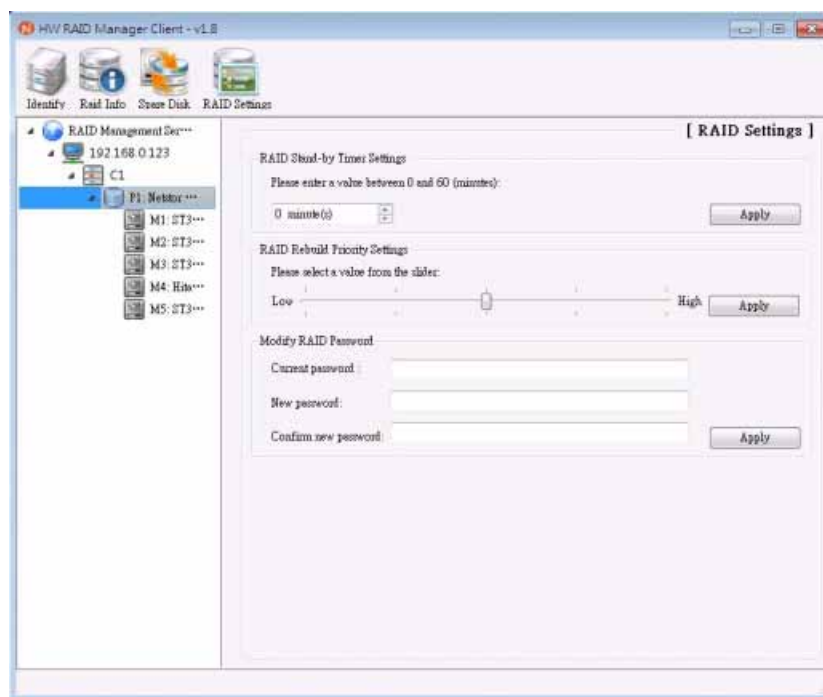 HW RAID Manager Client - v1.8
Identify Raid Info Spare Disk RAID Settings
RAID Management Ser...
192.168.0.123
C1
P1: Netstor ...
M1: ST3...
M2: ST3...
M3: ST3...
M4: Hita...
M5: ST3...
[ RAID Settings ]
RAID Stand-by Timer Settings
Please enter a value between 0 and 60 (minutes):
0 minute(s)
Apply
RAID Rebuild Priority Settings
Please select a value from the slider:
Low
High
Apply
Modify RAID Password
Current password :
New password:
Confirm new password:
Apply